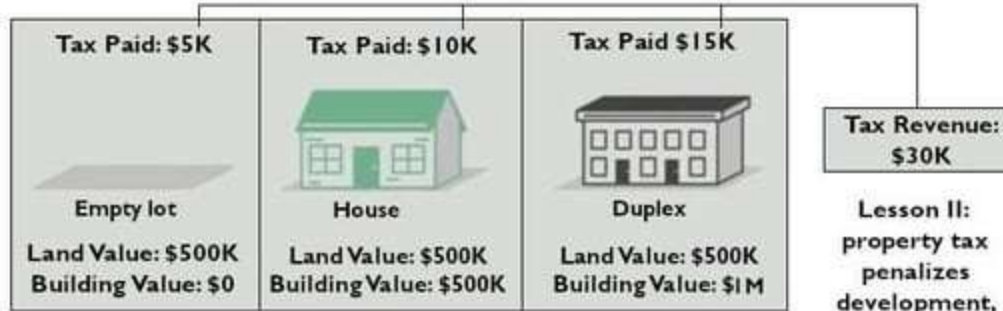 Tax Paid: $5K
Empty lot
Land Value: $500K
Building Value: $0
Tax Paid: $10K
House
Land Value: $500K
Building Value: $500K
Tax Paid $15K
Duplex
Land Value: $500K
Building Value: $1M
Tax Revenue:
$30K
Lesson II:
property tax
penalizes
development,